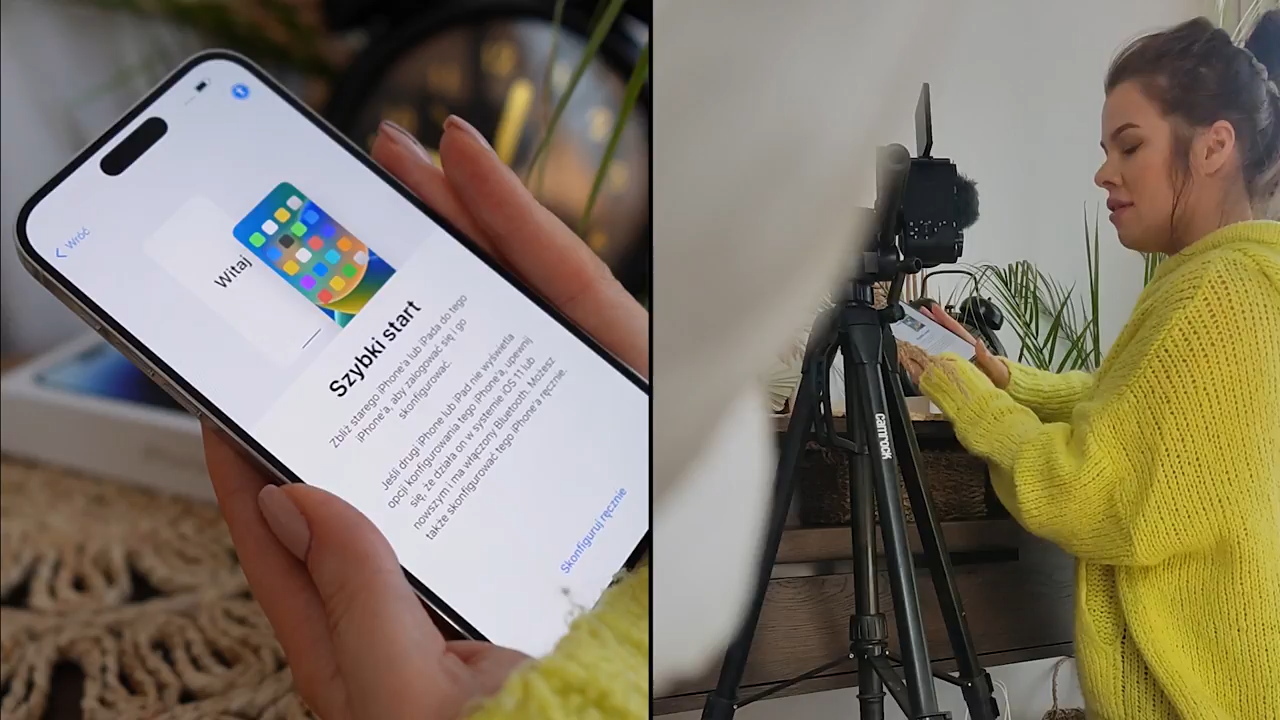 Wróć
Witaj
Szybki start
Zbliż starego iPhone'a lub iPada do tego
iPhone'a, aby zalogować się i go
skonfigurować.
Jeśli drugi iPhone lub iPad nie wyświetla
opcji konfigurowania tego iPhone'a, upewnij
się, że działa on w systemie iOS 11 lub
nowszym i ma włączony Bluetooth. Możesz
także skonfigurować tego iPhone'a ręcznie.
Skonfiguruj ręcznie
camrock